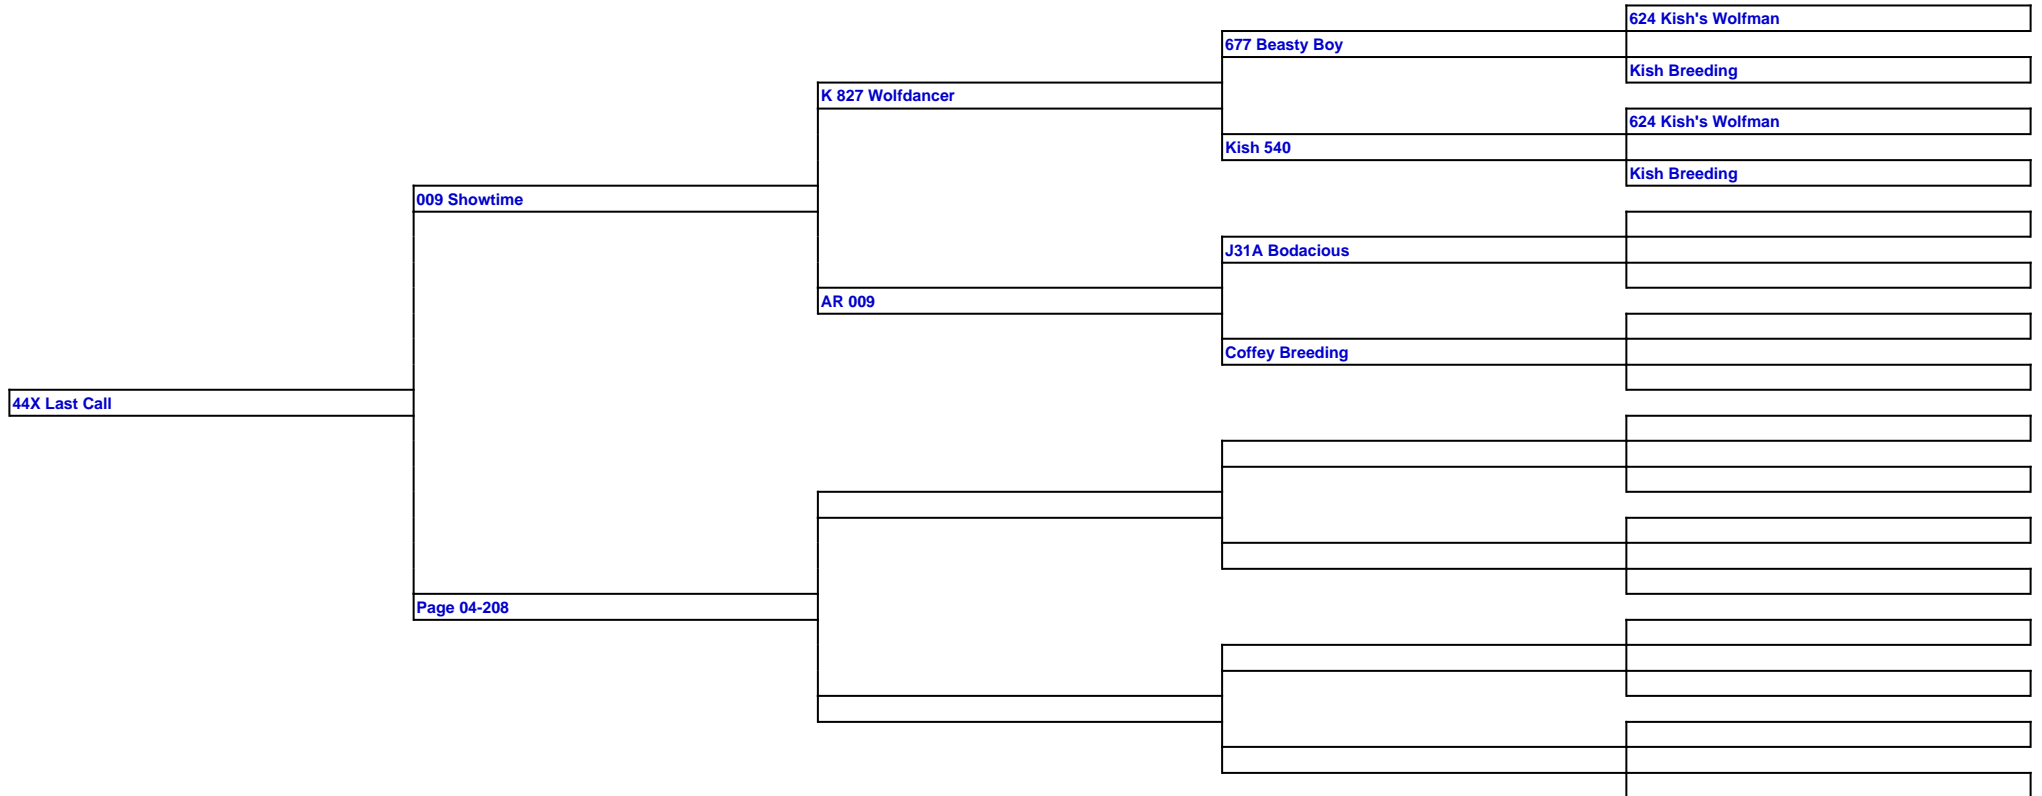 624 Kish's Wolfman
677 Beasty Boy
Kish Breeding
K 827 Wolfdancer
624 Kish's Wolfman
Kish 540
Kish Breeding
009 Showtime
J31A Bodacious
AR 009
Coffey Breeding
44X Last Call
Page 04-208